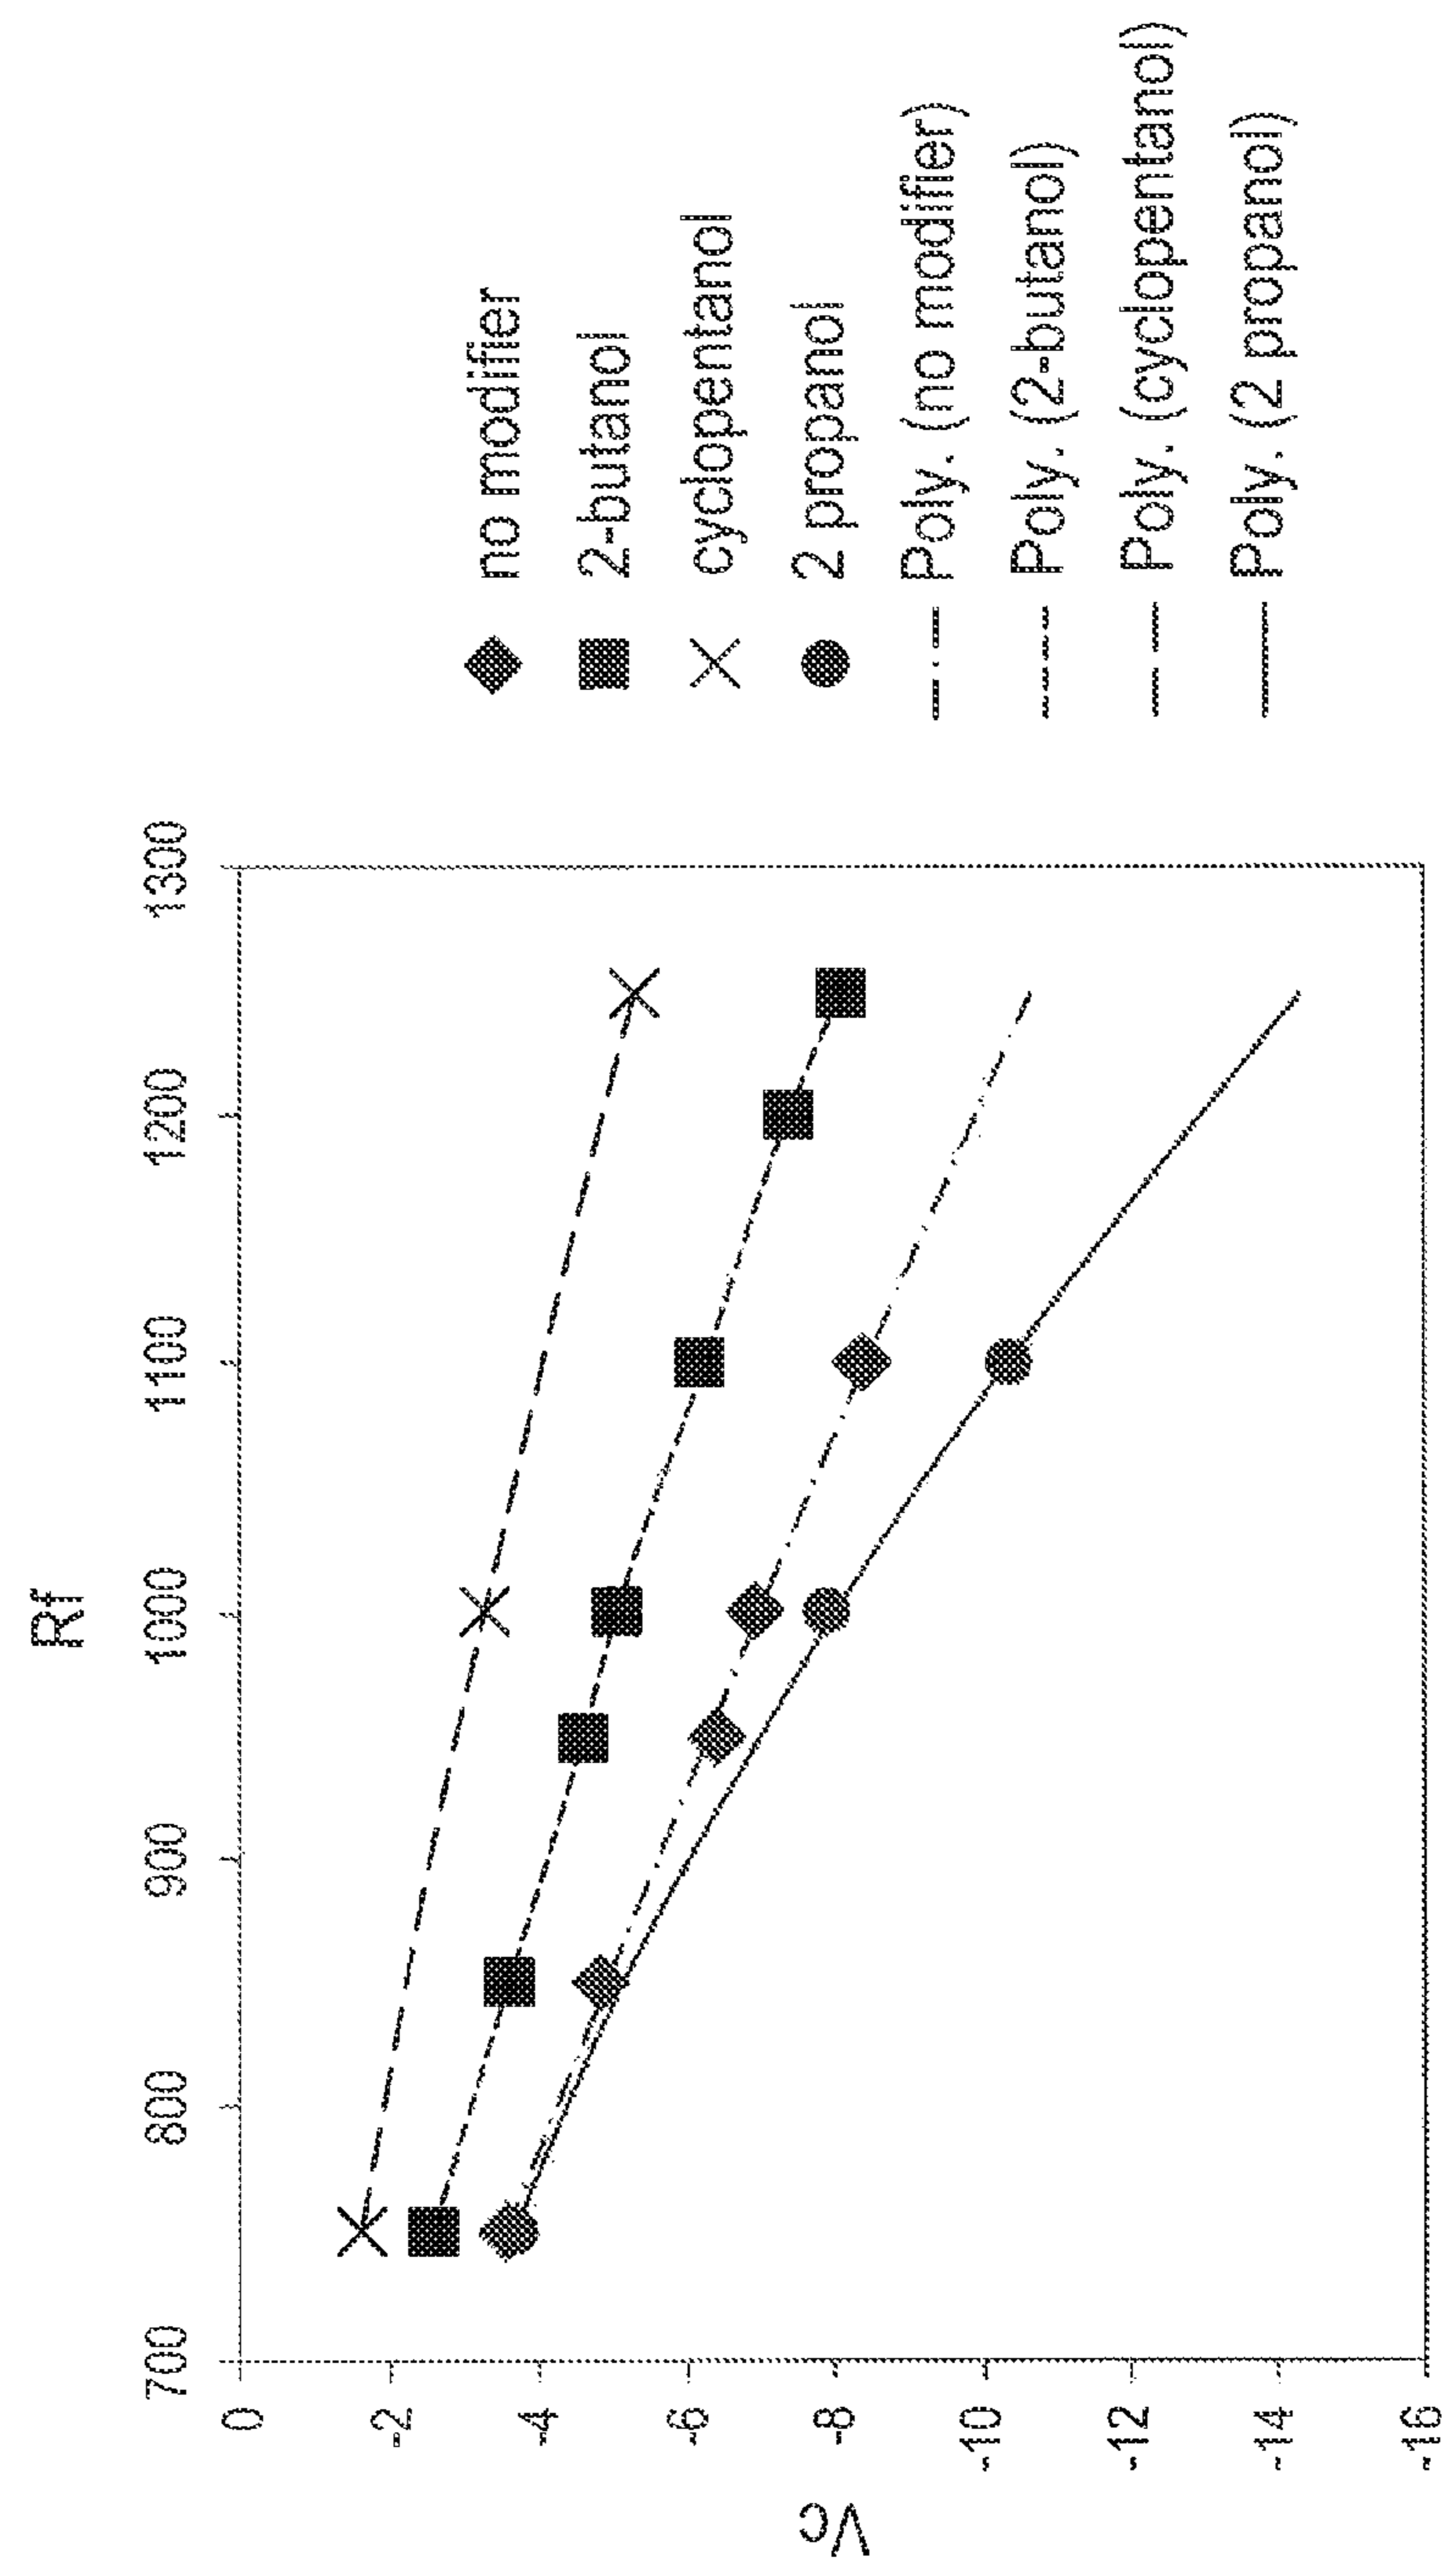 Rf
700 800 900 1000 1100 1200 1300
Vc
0
-2
-4
-6
-8
-10
-12
-14
-16
no modifier
2-butanol
cyclopentanol
2 propanol
Poly. (no modifier)
Poly. (2-butanol)
Poly. (cyclopentanol)
Poly. (2 propanol)